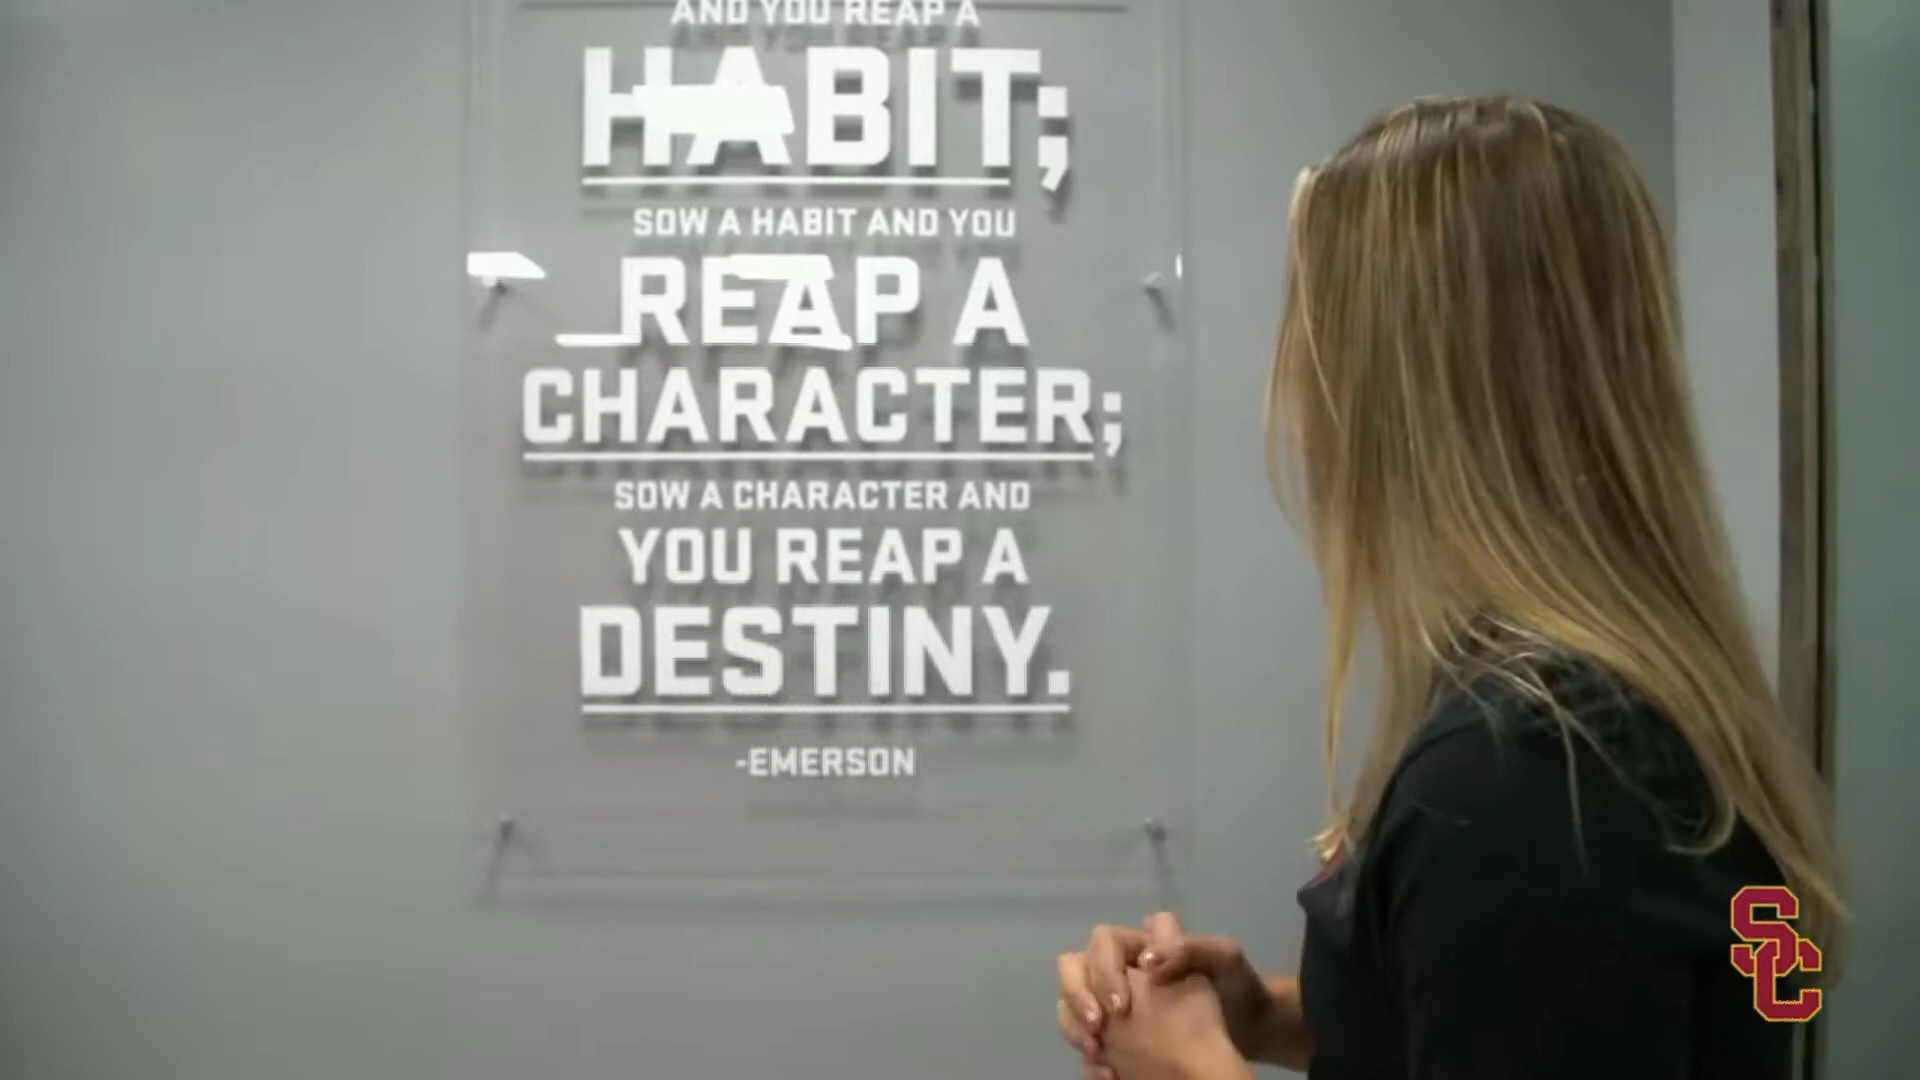 AND YOU REAP A
HABIT;
SOW A HABIT AND YOU
REAP A
CHARACTER;
SOW A CHARACTER AND
YOU REAP A
DESTINY.
-EMERSON
SC